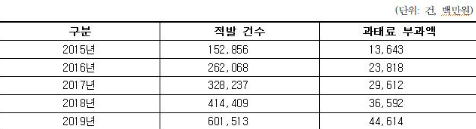 (단위: 건, 백만원)
구분 적발 건수 과태료 부과액
2015년 152,856 13,643
2016년 262,068 23,818
2017년 328,237 29,612
2018년 414,409 36,592
2019년 601,513 44,614